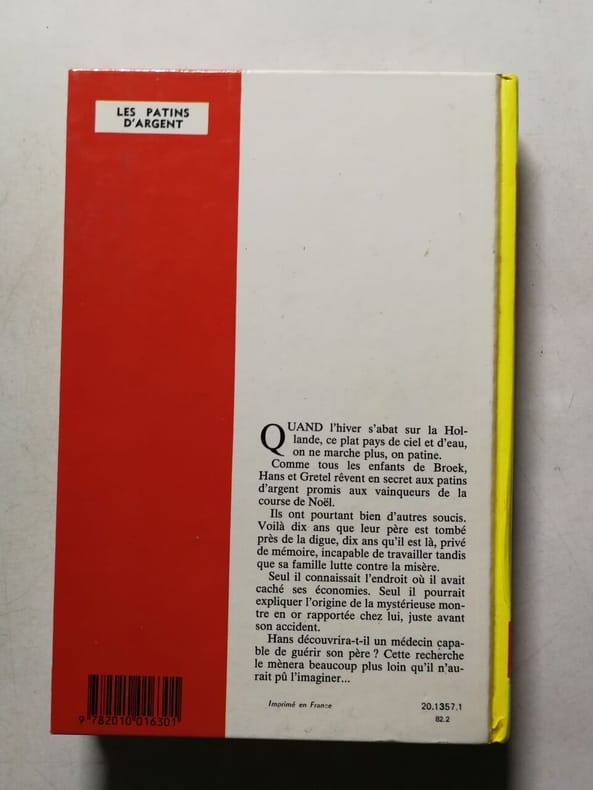 LES PATINS
D'ARGENT
QUAND l'hiver s'abat sur la Hol-
lande, ce plat pays de ciel et d'eau,
on ne marche plus, on patine.
Comme tous les enfants de Broek,
Hans et Gretel rêvent en secret aux patins
d'argent promis aux vainqueurs de la
course de Noël.
Ils ont pourtant bien d'autres soucis.
Voilà dix ans que leur père est tombé
près de la digue, dix ans qu'il est là, privé
de mémoire, incapable de travailler tandis
que sa famille lutte contre la misère.
Seul il connaissait l'endroit où il avait
caché ses économies. Seul il pourrait
expliquer l'origine de la mystérieuse mon-
tre en or rapportée chez lui, juste avant
son accident.
Hans découvrira-t-il un médecin capa-
ble de guérir son père ? Cette recherche
le mènera beaucoup plus loin qu'il n'au-
rait pû l'imaginer...
Imprimé en France
20.1357.1
82.2
9 782010 016301